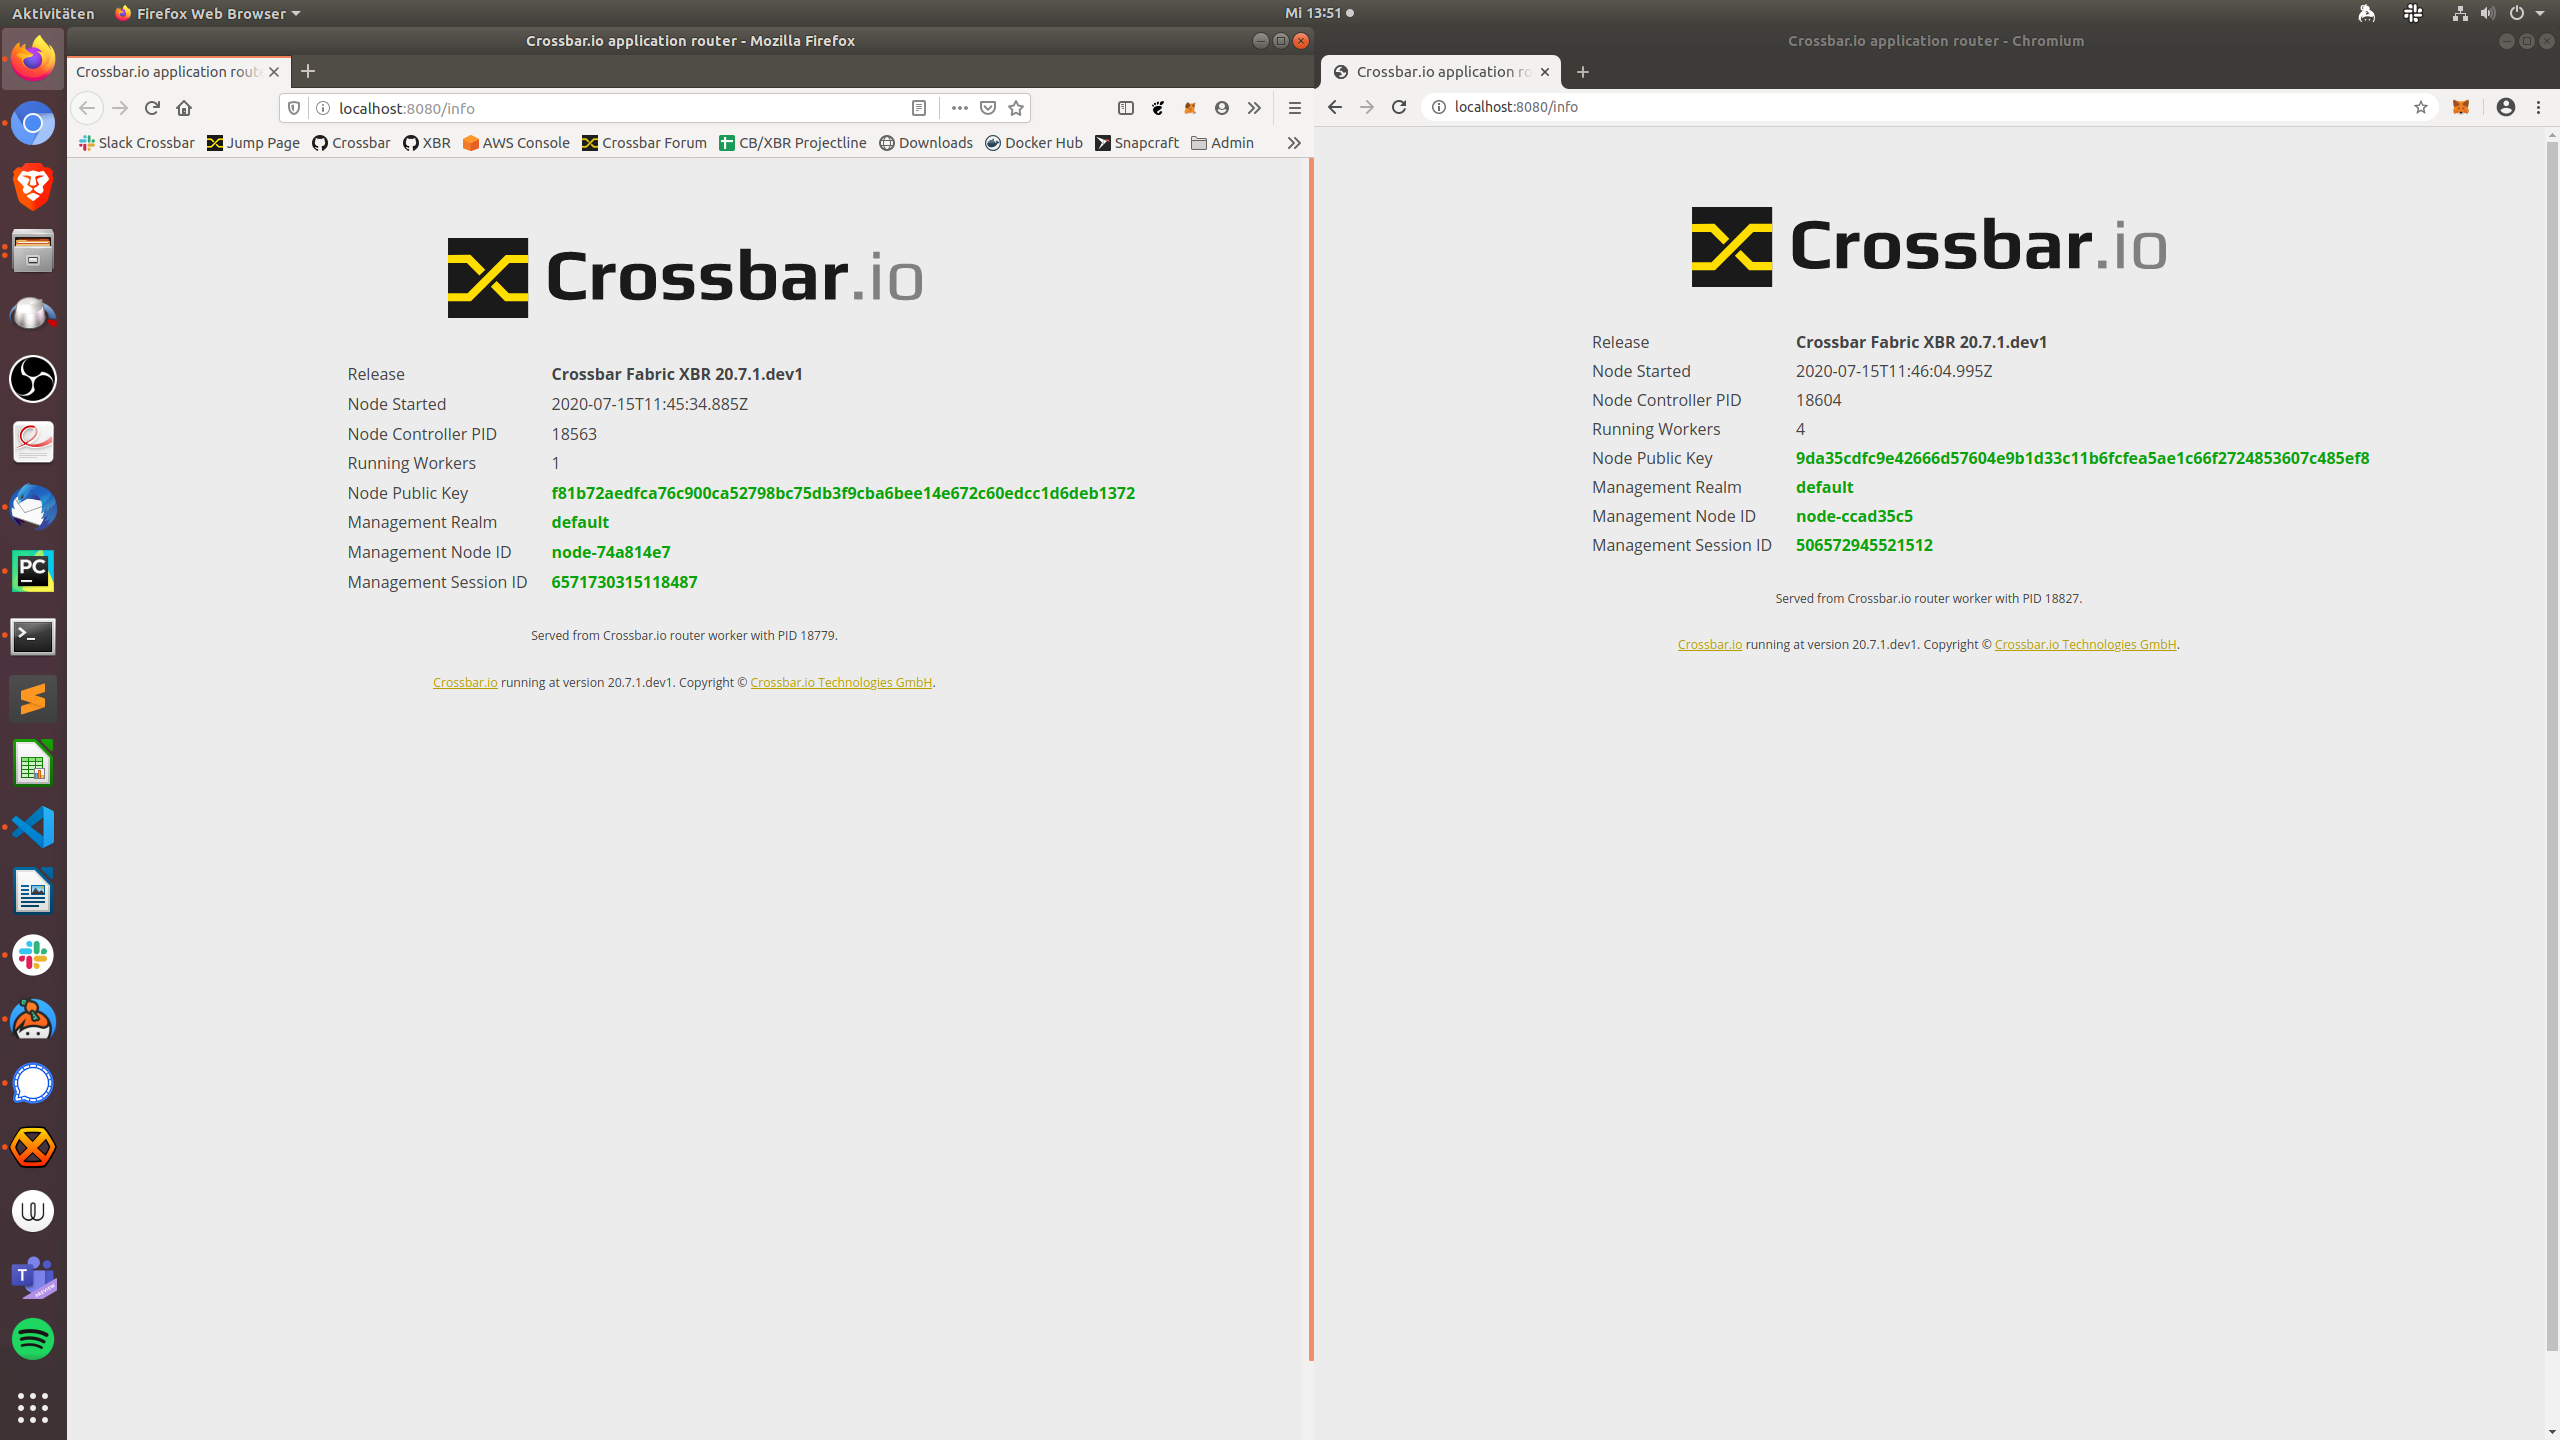 Aktivitäten Firefox Web Browser Mi 13:51
Crossbar.io application router - Mozilla Firefox
Crossbar.io application route
localhost:8080/info
Slack Crossbar Jump Page Crossbar XBR AWS Console Crossbar Forum CB/XBR Projectline Downloads Docker Hub Snapcraft Admin
Crossbar.io
Release Crossbar Fabric XBR 20.7.1.dev1
Node Started 2020-07-15T11:45:34.885Z
Node Controller PID 18563
Running Workers 1
Node Public Key f81b72aedfca76c900ca52798bc75db3f9cba6bee14e672c60edcc1d6deb1372
Management Realm default
Management Node ID node-74a814e7
Management Session ID 6571730315118487
Served from Crossbar.io router worker with PID 18779.
Crossbar.io running at version 20.7.1.dev1. Copyright © Crossbar.io Technologies GmbH.
Crossbar.io application router - Chromium
Crossbar.io application ro
localhost:8080/info
Crossbar.io
Release Crossbar Fabric XBR 20.7.1.dev1
Node Started 2020-07-15T11:46:04.995Z
Node Controller PID 18604
Running Workers 4
Node Public Key 9da35cdfc9e42666d57604e9b1d33c11b6fcfea5ae1c66f2724853607c485ef8
Management Realm default
Management Node ID node-ccad35c5
Management Session ID 506572945521512
Served from Crossbar.io router worker with PID 18827.
Crossbar.io running at version 20.7.1.dev1. Copyright © Crossbar.io Technologies GmbH.
PC
T
PREVIEW